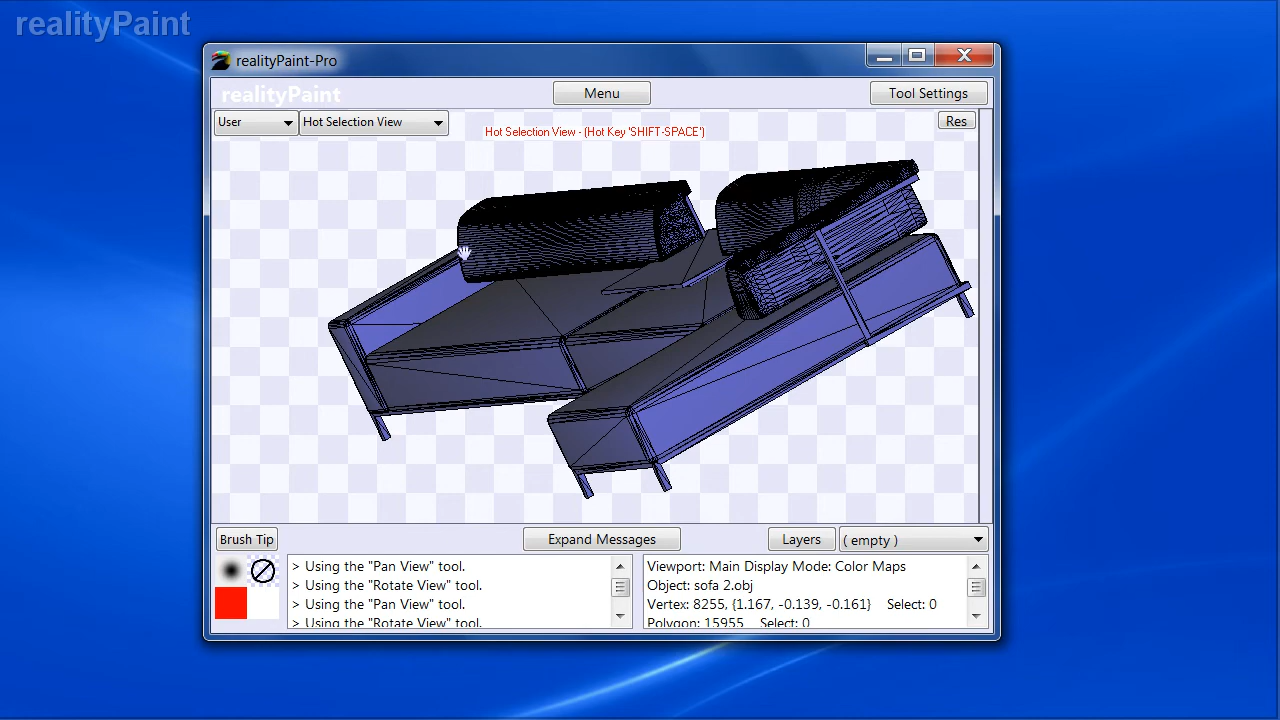 realityPaint
realityPaint-Pro
realityPaint
Menu
Tool Settings
User
Hot Selection View
Hot Selection View - (Hot Key 'SHIFT-SPACE')
Res
Brush Tip
Expand Messages
Layers
( empty )
> Using the "Pan View" tool.
> Using the "Rotate View" tool.
> Using the "Pan View" tool.
> Using the "Rotate View" tool.
Viewport: Main Display Mode: Color Maps
Object: sofa 2.obj
Vertex: 8255, {1.167, -0.139, -0.161} Select: 0
Polygon: 15955 Select: 0